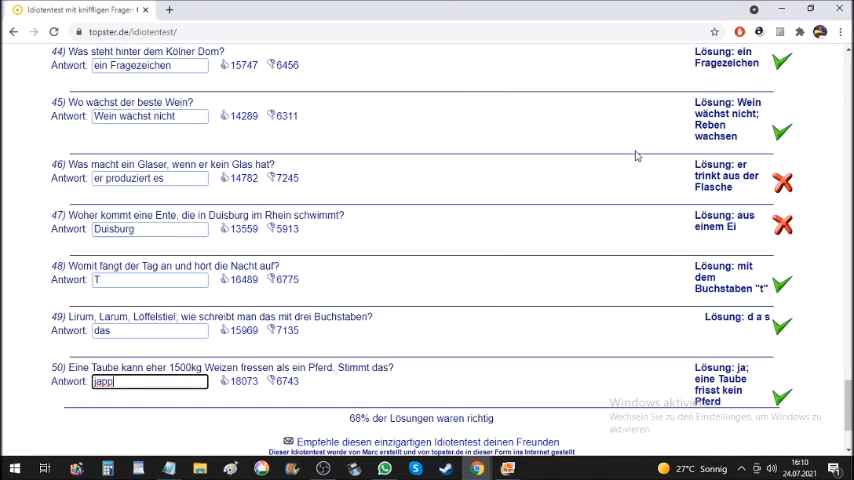 Idiotentest mit kniffligen Fragen
topster.de/idiotentest/
44) Was steht hinter dem Kölner Dom?
Antwort: ein Fragezeichen 15747 6456
Lösung: ein
Fragezeichen
45) Wo wächst der beste Wein?
Antwort: Wein wächst nicht 14289 6311
Lösung: Wein
wächst nicht;
Reben
wachsen
46) Was macht ein Glaser, wenn er kein Glas hat?
Antwort: er produziert es 14782 7245
Lösung: er
trinkt aus der
Flasche
47) Woher kommt eine Ente, die in Duisburg im Rhein schwimmt?
Antwort: Duisburg 13559 5913
Lösung: aus
einem Ei
48) Womit fängt der Tag an und hört die Nacht auf?
Antwort: T 16489 6775
Lösung: mit
dem
Buchstaben "t"
49) Lirum, Larum, Löffelstiel; wie schreibt man das mit drei Buchstaben?
Antwort: das 15969 7135
Lösung: d a s
50) Eine Taube kann eher 1500kg Weizen fressen als ein Pferd. Stimmt das?
Antwort: japp 18073 6743
Lösung: ja;
eine Taube
frisst kein
Pferd
68% der Lösungen waren richtig
Empfehle diesen einzigartigen Idiotentest deinen Freunden
Dieser Idiotentest wurde von Marc erstellt und von topster.de in dieser Form ins Internet gestellt
Wechseln Sie zu den Einstellungen, um Windows zu
aktivieren.
27°C Sonnig
16:10
24.07.2021